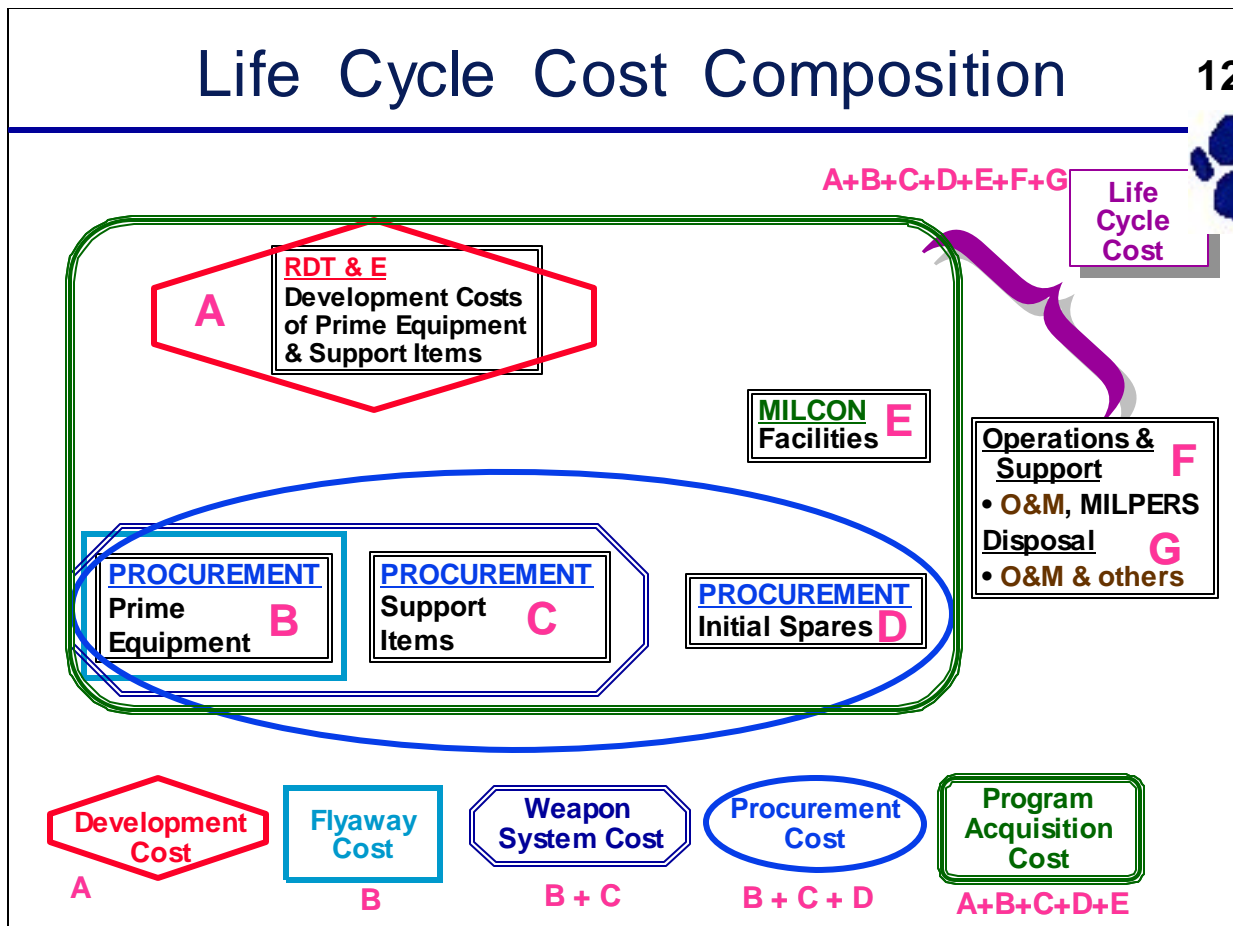 Life Cycle Cost Composition
12
A+B+C+D+E+F+G
Life
Cycle
Cost
RDT & E
Development Costs
of Prime Equipment
& Support Items
A
MILCON
Facilities
E
Operations &
Support
F
• O&M, MILPERS
Disposal
G
• O&M & others
PROCUREMENT
Prime
Equipment
B
PROCUREMENT
Support
Items
C
PROCUREMENT
Initial Spares
D
Development
Cost
A
Flyaway
Cost
B
Weapon
System Cost
B + C
Procurement
Cost
B + C + D
Program
Acquisition
Cost
A+B+C+D+E